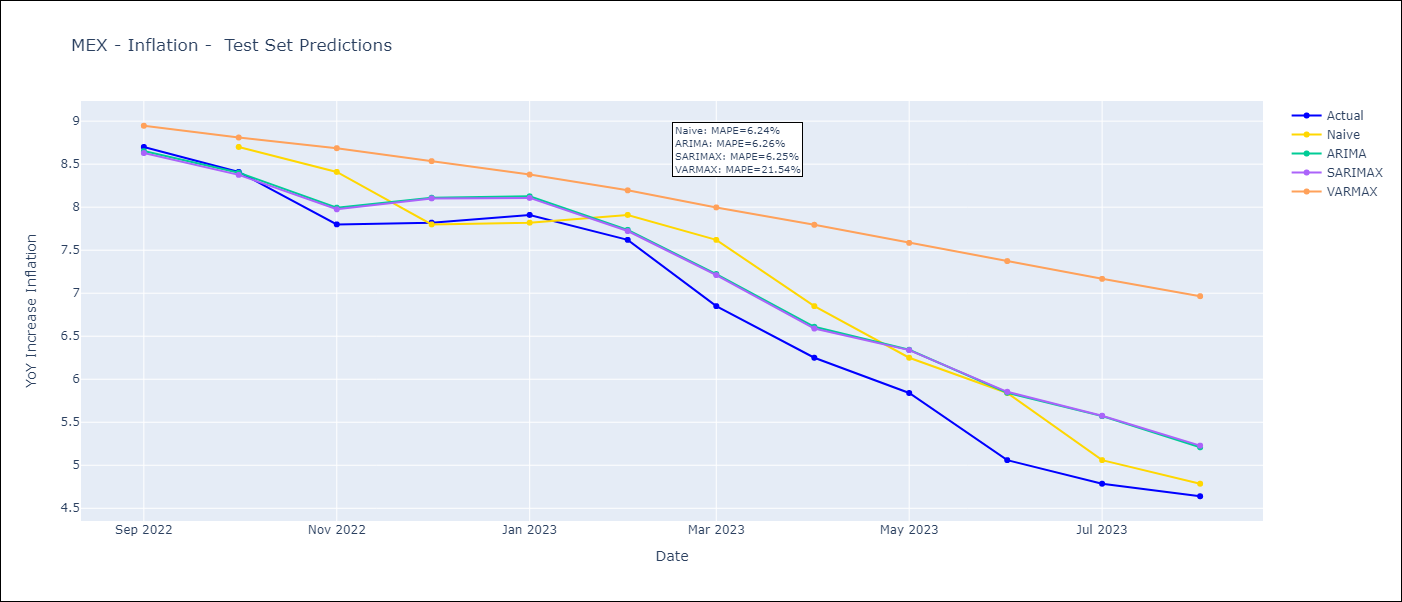 MEX - Inflation -  Test Set Predictions
Naive: MAPE=6.24%
ARIMA: MAPE=6.26%
SARIMAX: MAPE=6.25%
VARMAX: MAPE=21.54%
Actual
Naive
ARIMA
SARIMAX
VARMAX
YoY Increase Inflation
9
8.5
8
7.5
7
6.5
6
5.5
5
4.5
Sep 2022 Nov 2022 Jan 2023 Mar 2023 May 2023 Jul 2023
Date